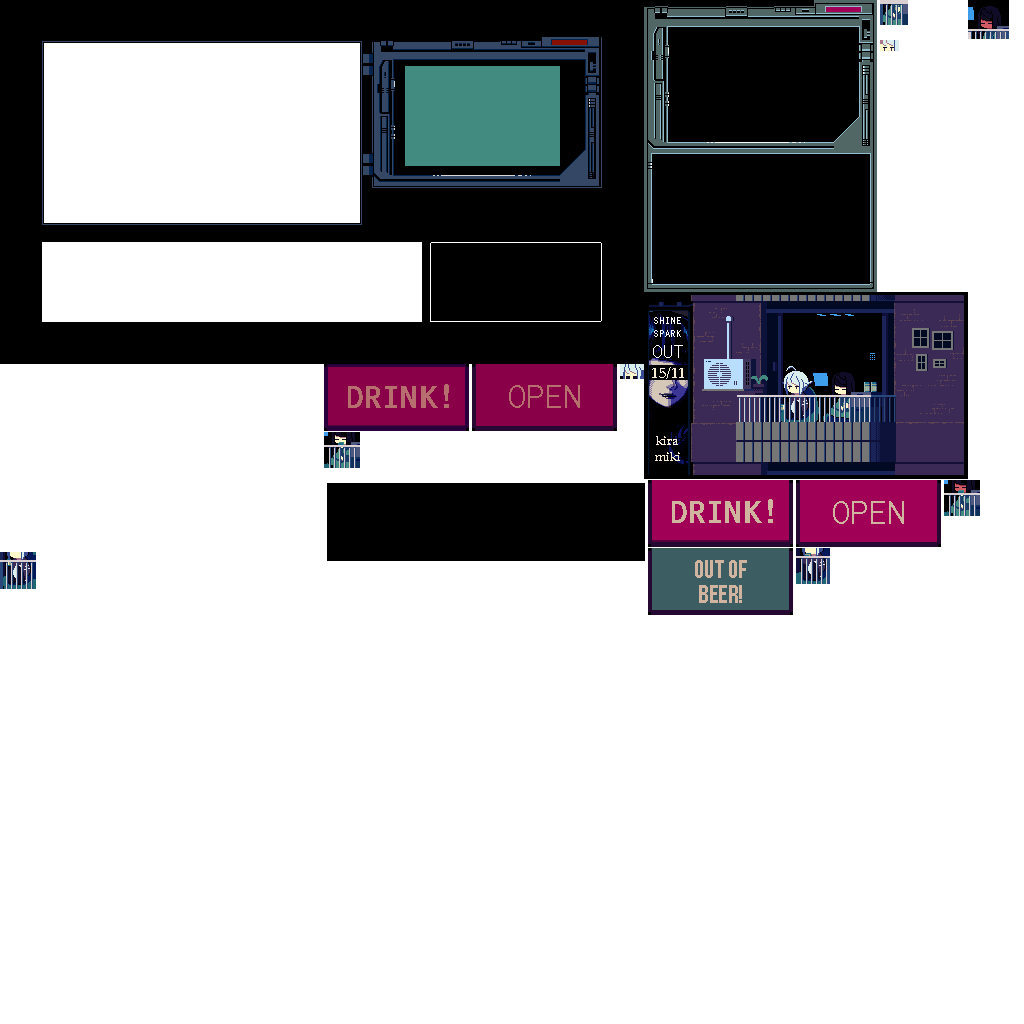 SHINE
SPARK
OUT
15/11
kira
miki
DRINK!
OPEN
DRINK!
OPEN
OUT OF
BEER!